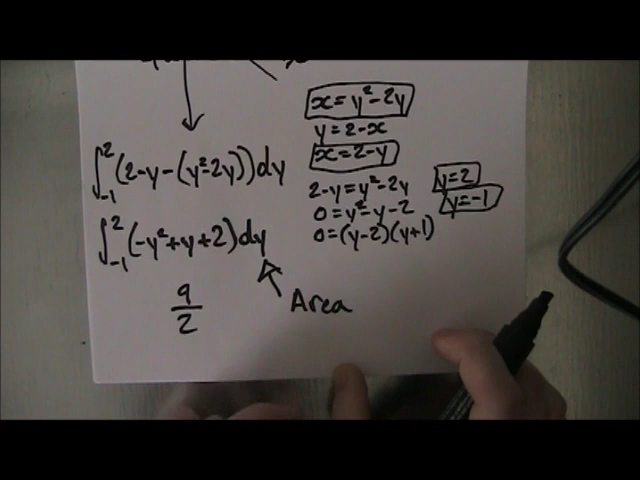 x=y²-2y
y=2-x
x=2-y
2-y=y²-2y
0=y²-y-2
0=(y-2)(y+1)
y=2
y=-1
∫₋₁²(2-y-(y²-2y))dy
∫₋₁²(-y²+y+2)dy
9/2
Area